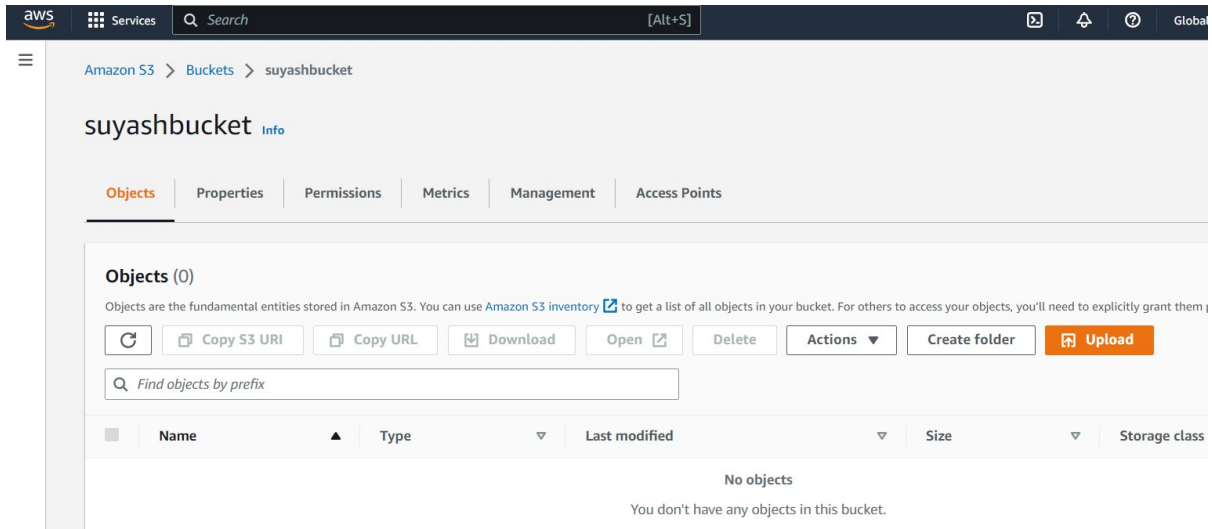 aws Services Search [Alt+S] Global
Amazon S3 > Buckets > suyashbucket
suyashbucket Info
Objects Properties Permissions Metrics Management Access Points
Objects (0)
Objects are the fundamental entities stored in Amazon S3. You can use Amazon S3 inventory to get a list of all objects in your bucket. For others to access your objects, you'll need to explicitly grant them
Copy S3 URI Copy URL Download Open Delete Actions Create folder Upload
Find objects by prefix
Name Type Last modified Size Storage class
No objects
You don't have any objects in this bucket.